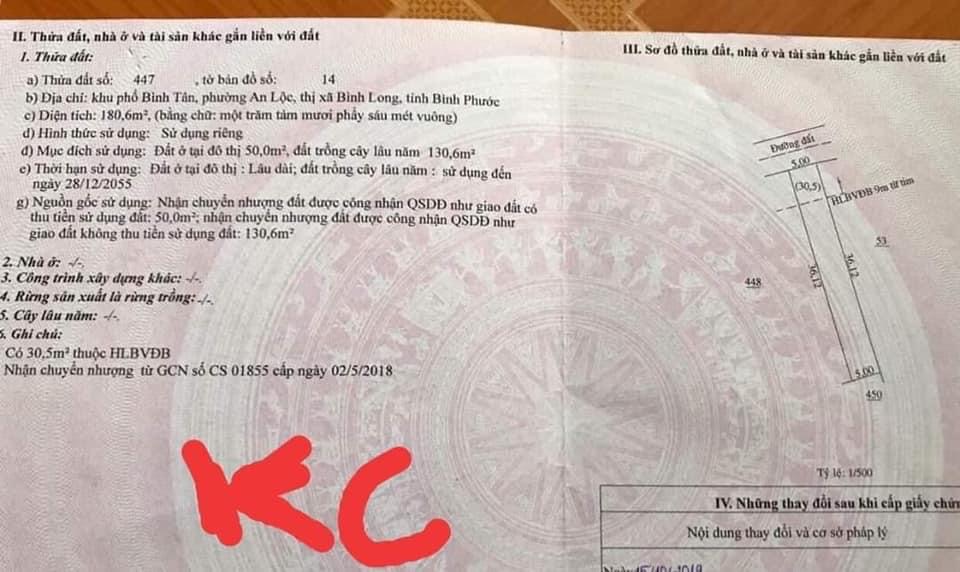 II. Thửa đất, nhà ở và tài sản khác gắn liền với đất
1. Thửa đất:
a) Thửa đất số: 447 , tờ bản đồ số: 14
b) Địa chỉ: khu phố Bình Tân, phường An Lộc, thị xã Bình Long, tỉnh Bình Phước
c) Diện tích: 180,6m², (bằng chữ: một trăm tám mươi phẩy sáu mét vuông)
d) Hình thức sử dụng: Sử dụng riêng
đ) Mục đích sử dụng: Đất ở tại đô thị 50,0m², đất trồng cây lâu năm 130,6m²
e) Thời hạn sử dụng: Đất ở tại đô thị : Lâu dài; đất trồng cây lâu năm : sử dụng đến
ngày 28/12/2055
g) Nguồn gốc sử dụng: Nhận chuyển nhượng đất được công nhận QSDĐ như giao đất có
thu tiền sử dụng đất: 50,0m²; nhận chuyển nhượng đất được công nhận QSDĐ như
giao đất không thu tiền sử dụng đất: 130,6m²
2. Nhà ở: -/-.
3. Công trình xây dựng khác: -/-.
4. Rừng sản xuất là rừng trồng: -/-.
5. Cây lâu năm: -/-.
6. Ghi chú:
Có 30,5m² thuộc HLBVĐB
Nhận chuyển nhượng từ GCN số CS 01855 cấp ngày 02/5/2018
KC
III. Sơ đồ thửa đất, nhà ở và tài sản khác gắn liền với đất
Đường đất
5,00
(30,5)
HLBVĐB 9m từ tim
53
36,12
36,12
448
5,00
450
Tỷ lệ: 1/500
IV. Những thay đổi sau khi cấp giấy chứn
Nội dung thay đổi và cơ sở pháp lý